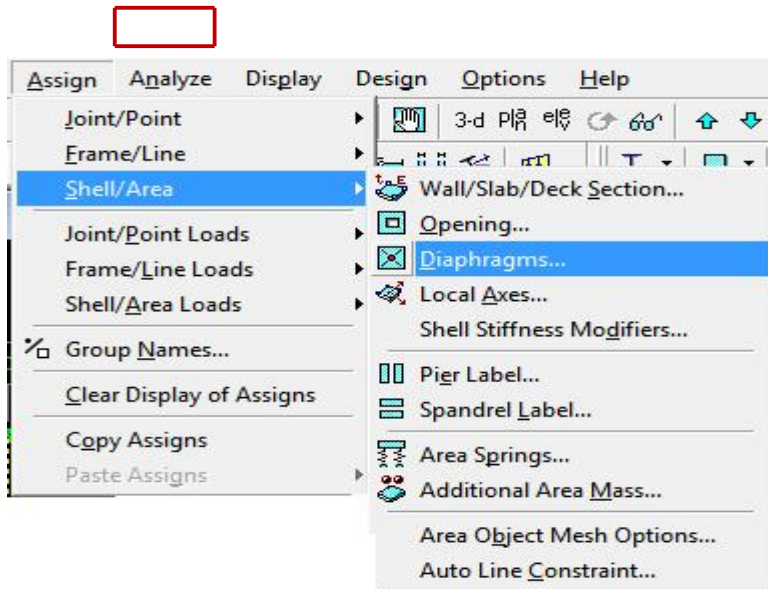 Assign Analyze Display Design Options Help
Joint/Point
3-d
Frame/Line
Shell/Area
Wall/Slab/Deck Section...
Opening...
Joint/Point Loads
Diaphragms...
Frame/Line Loads
Local Axes...
Shell/Area Loads
Shell Stiffness Modifiers...
Group Names...
Pier Label...
Clear Display of Assigns
Spandrel Label...
Copy Assigns
Area Springs...
Paste Assigns
Additional Area Mass...
Area Object Mesh Options...
Auto Line Constraint...